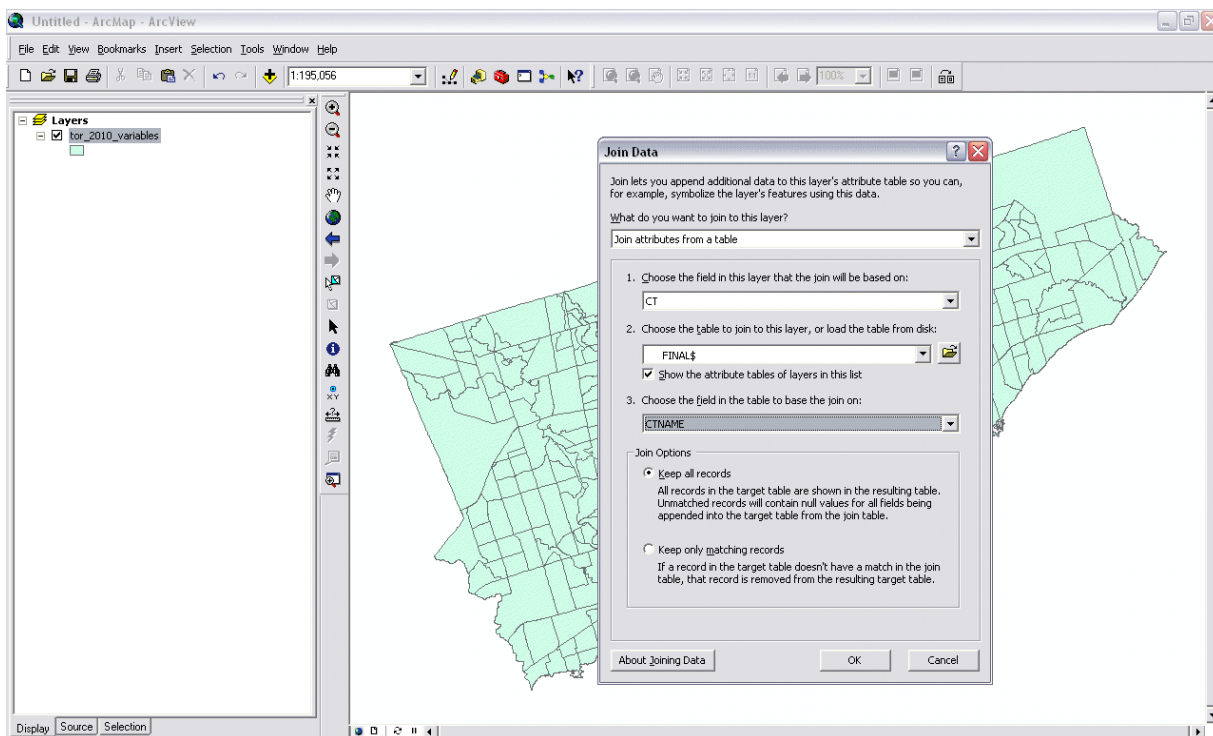 Untitled - ArcMap - ArcView
File Edit View Bookmarks Insert Selection Tools Window Help
1:195,056
100%
Layers
tor_2010_variables
Join Data
Join lets you append additional data to this layer's attribute table so you can,
for example, symbolize the layer's features using this data.
What do you want to join to this layer?
Join attributes from a table
1. Choose the field in this layer that the join will be based on:
CT
2. Choose the table to join to this layer, or load the table from disk:
FINAL$
Show the attribute tables of layers in this list
3. Choose the field in the table to base the join on:
CTNAME
Join Options
Keep all records
All records in the target table are shown in the resulting table.
Unmatched records will contain null values for all fields being
appended into the target table from the join table.
Keep only matching records
If a record in the target table doesn't have a match in the join
table, that record is removed from the resulting target table.
About Joining Data
OK
Cancel
Display Source Selection